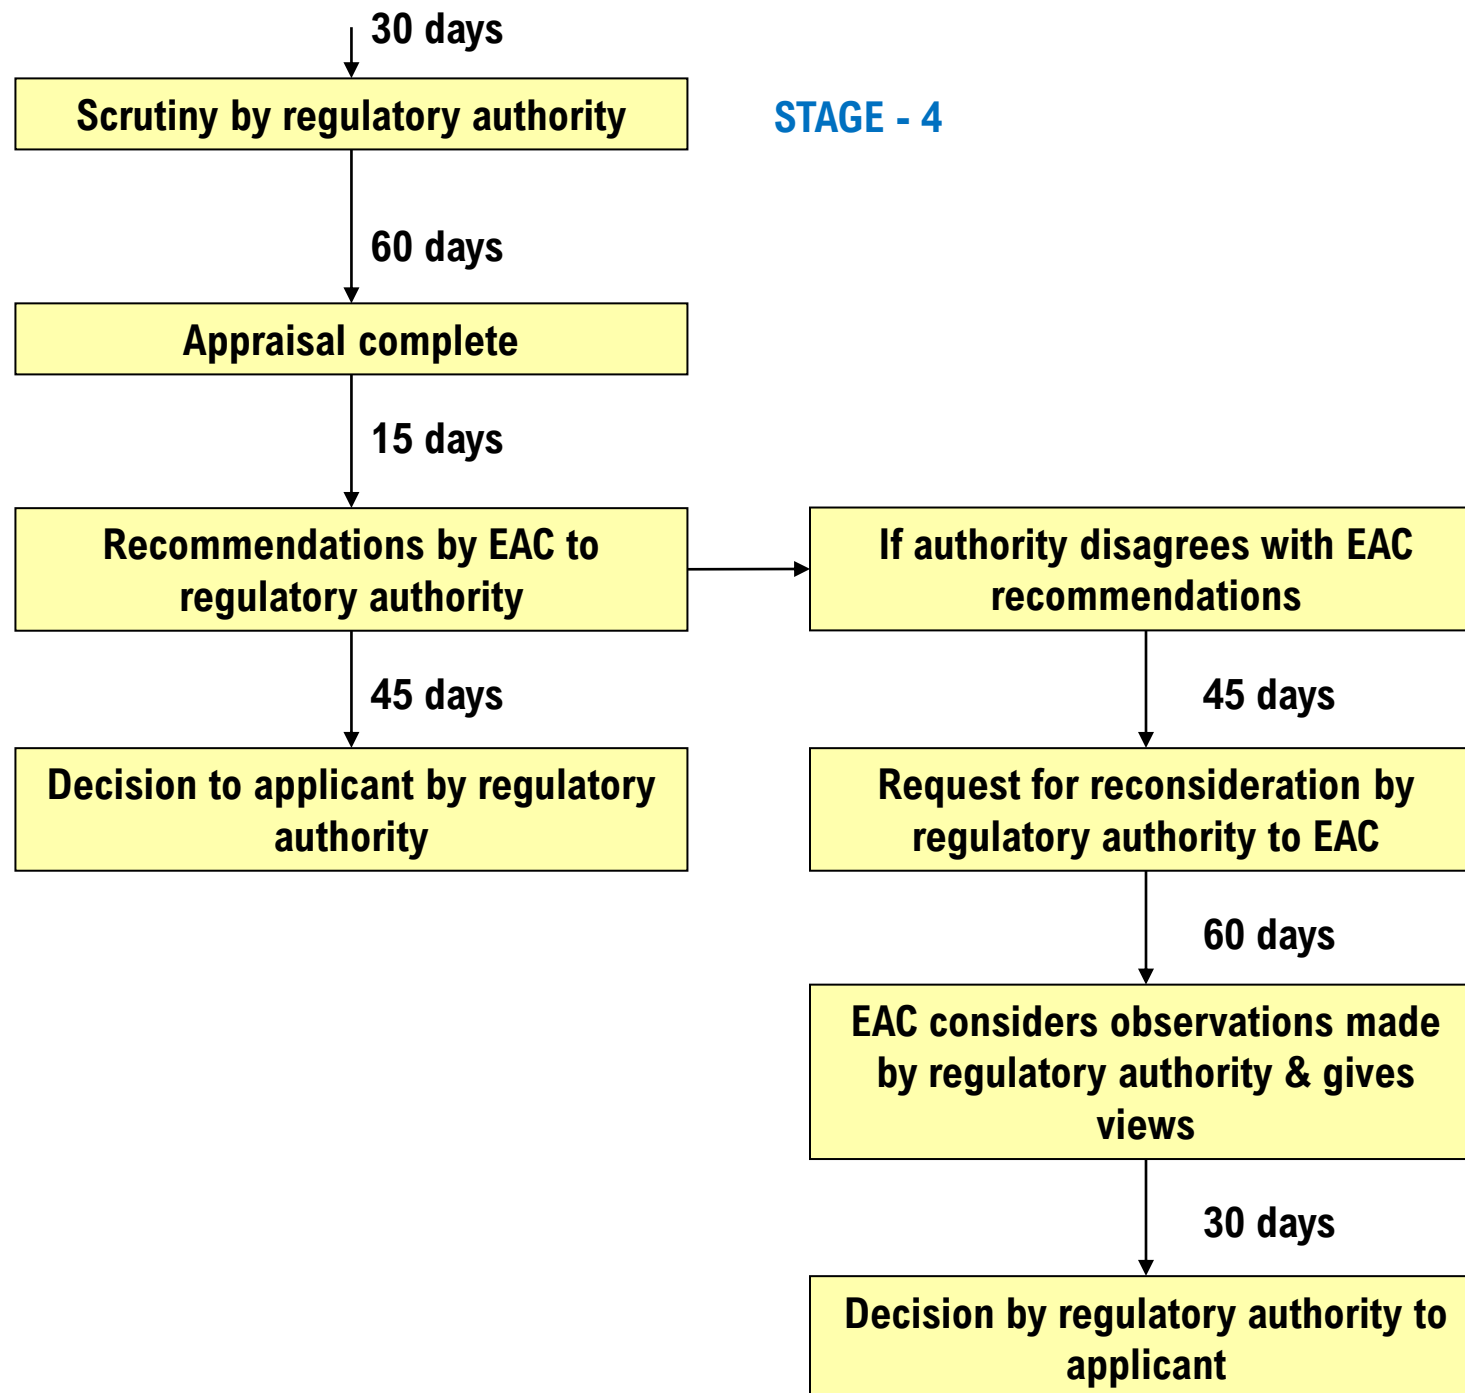 30 days
Scrutiny by regulatory authority
STAGE - 4
60 days
Appraisal complete
15 days
Recommendations by EAC to
regulatory authority
If authority disagrees with EAC
recommendations
45 days
45 days
Decision to applicant by regulatory
authority
Request for reconsideration by
regulatory authority to EAC
60 days
EAC considers observations made
by regulatory authority & gives
views
30 days
Decision by regulatory authority to
applicant